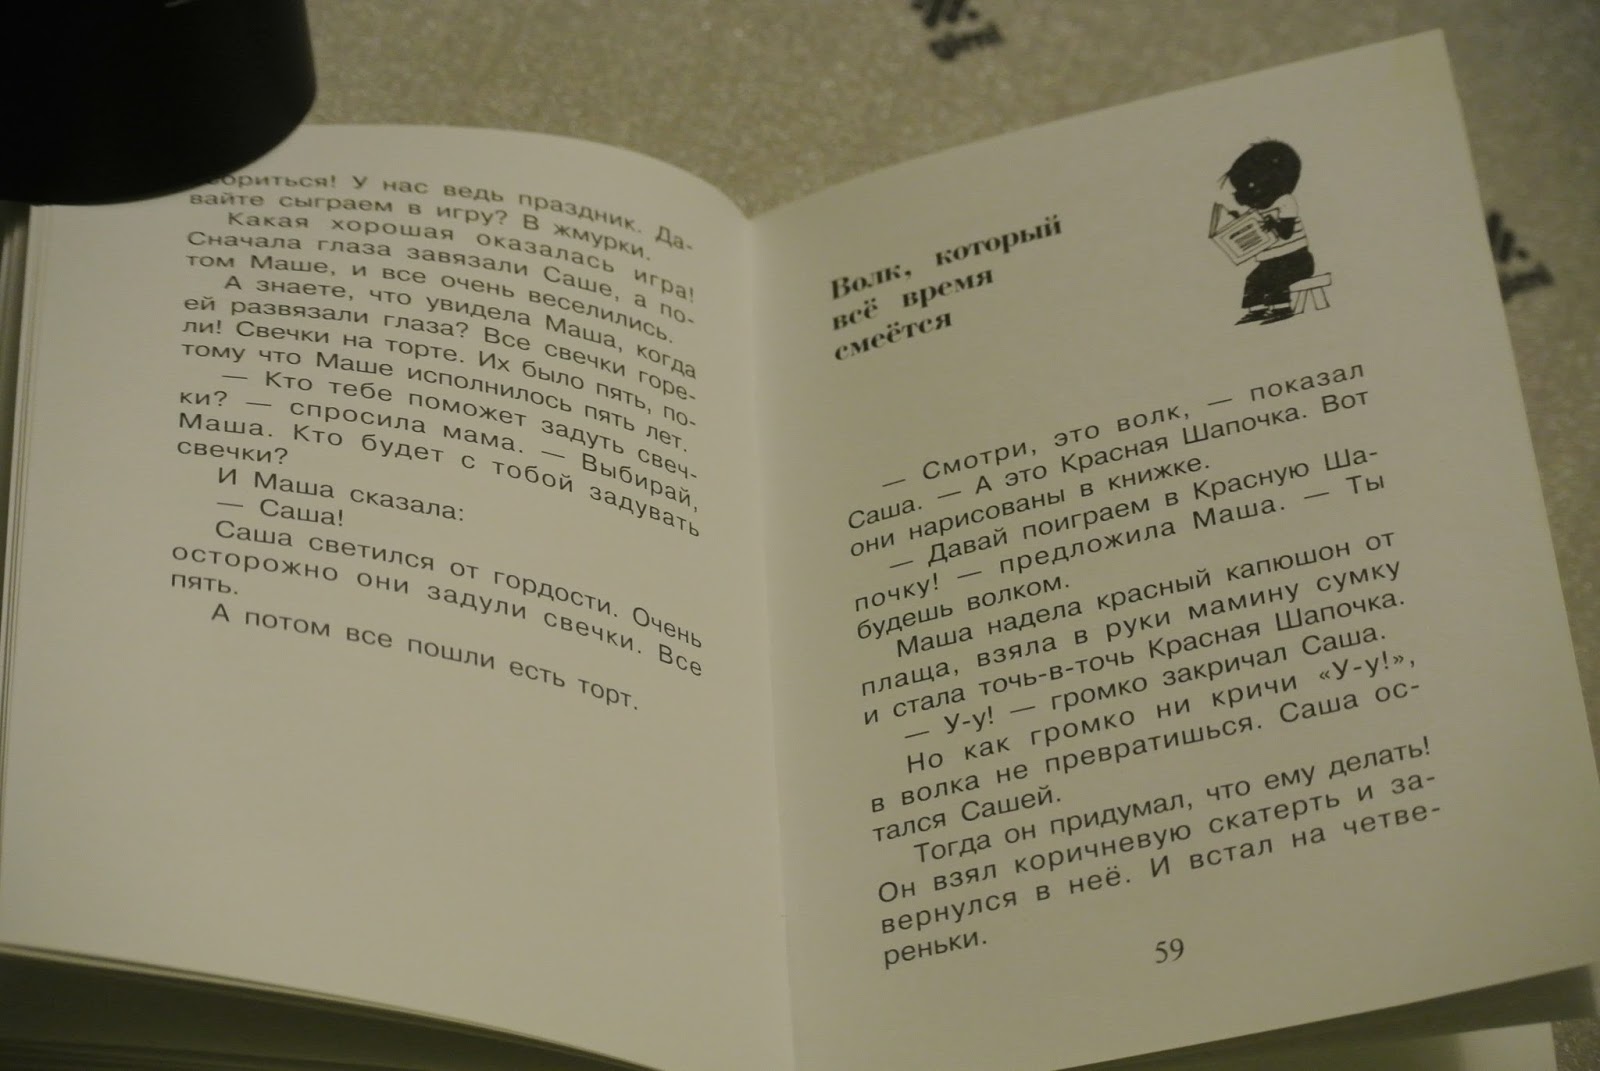 У нас ведь праздник. Да-
вайте сыграем в игру? В жмурки.
Какая хорошая оказалась игра!
Сначала глаза завязали Саше, а по-
том Маше, и все очень веселились.
А знаете, что увидела Маша, когда
ей развязали глаза? Все свечки горе-
ли! Свечки на торте. Их было пять, по-
тому что Маше исполнилось пять лет.
— Кто тебе поможет задуть свеч-
ки? — спросила мама. — Выбирай,
Маша. Кто будет с тобой задувать
свечки?
И Маша сказала:
— Саша!
Саша светился от гордости. Очень
осторожно они задули свечки. Все
пять.
А потом все пошли есть торт.
Волк, который
всё время
смеётся
— Смотри, это волк, — показал
Саша. — А это Красная Шапочка. Вот
они нарисованы в книжке.
— Давай поиграем в Красную Ша-
почку! — предложила Маша. — Ты
будешь волком.
Маша надела красный капюшон от
плаща, взяла в руки мамину сумку
и стала точь-в-точь Красная Шапочка.
— У-у! — громко закричал Саша.
Но как громко ни кричи «У-у!»,
в волка не превратишься. Саша ос-
тался Сашей.
Тогда он придумал, что ему делать!
Он взял коричневую скатерть и за-
вернулся в неё. И встал на четве-
реньки.
59